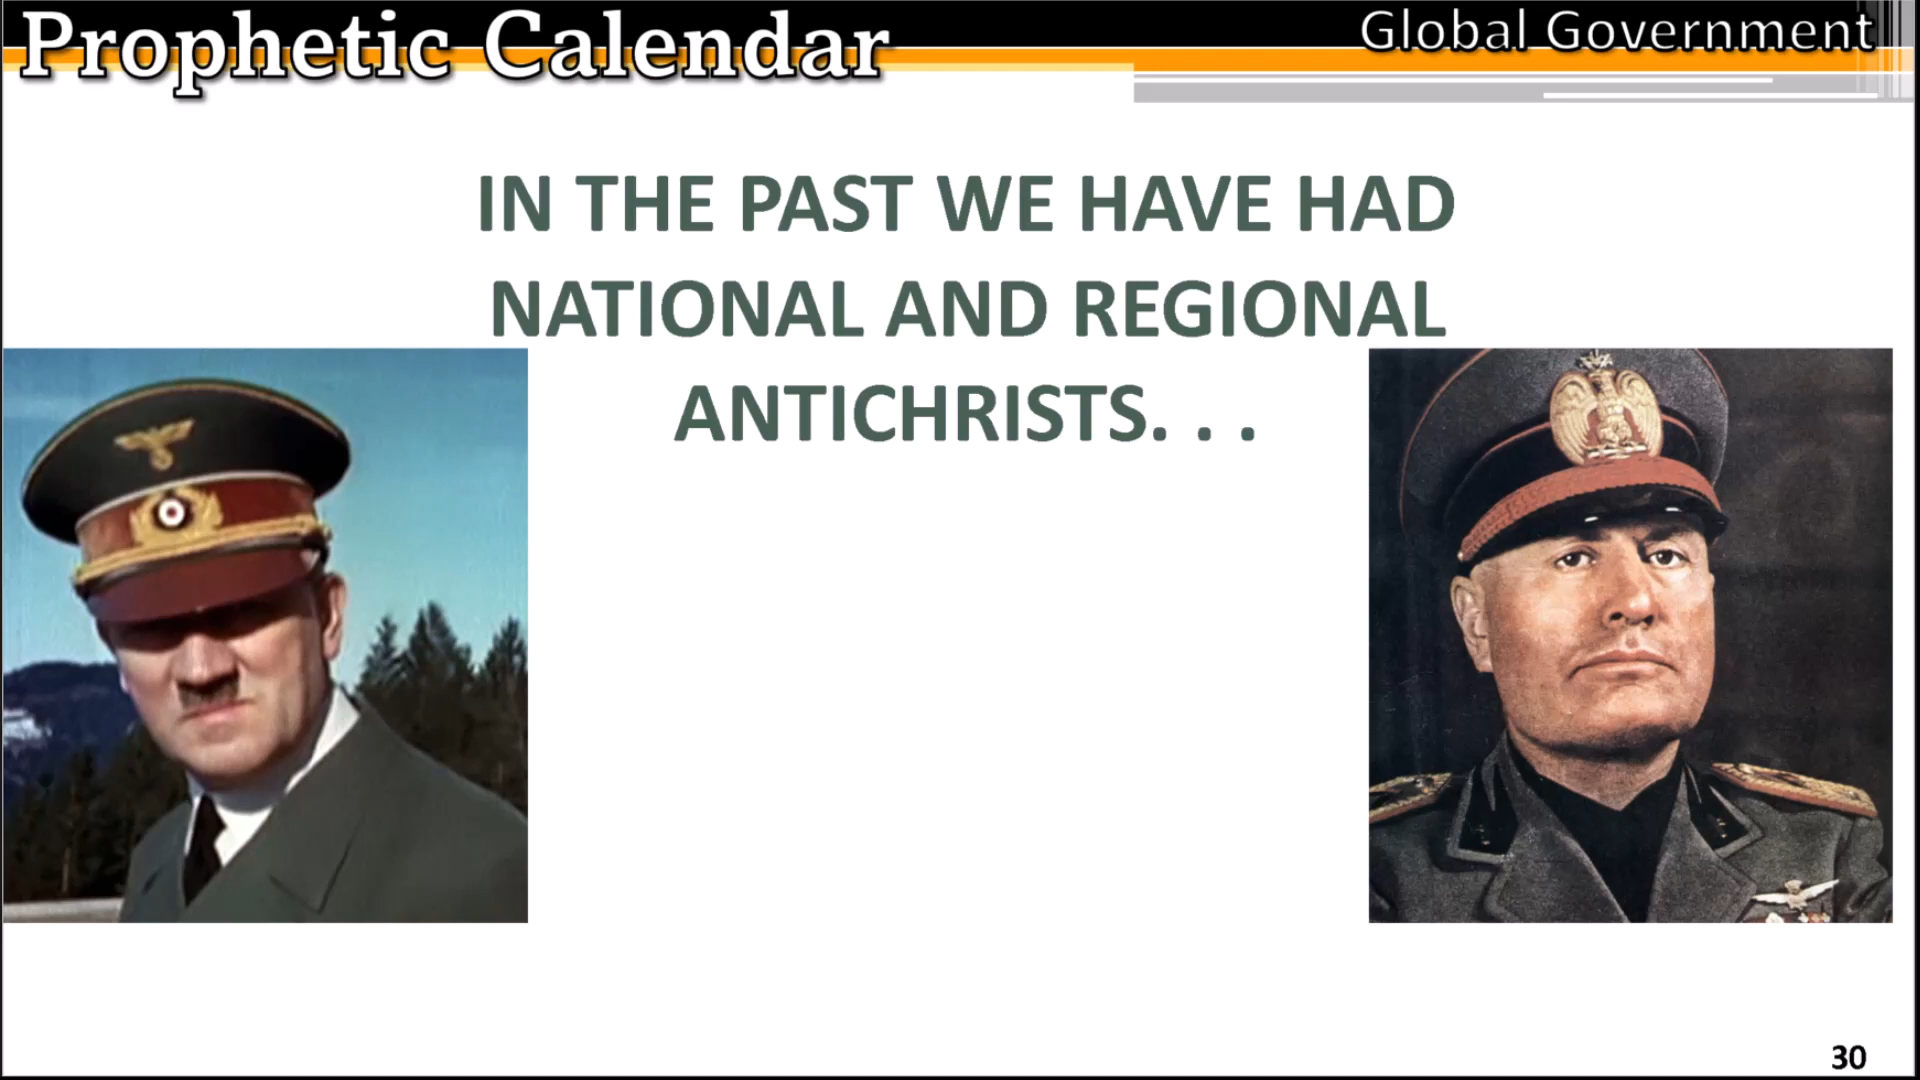 Prophetic Calendar
Global Government
IN THE PAST WE HAVE HAD
NATIONAL AND REGIONAL
ANTICHRISTS. . .
30